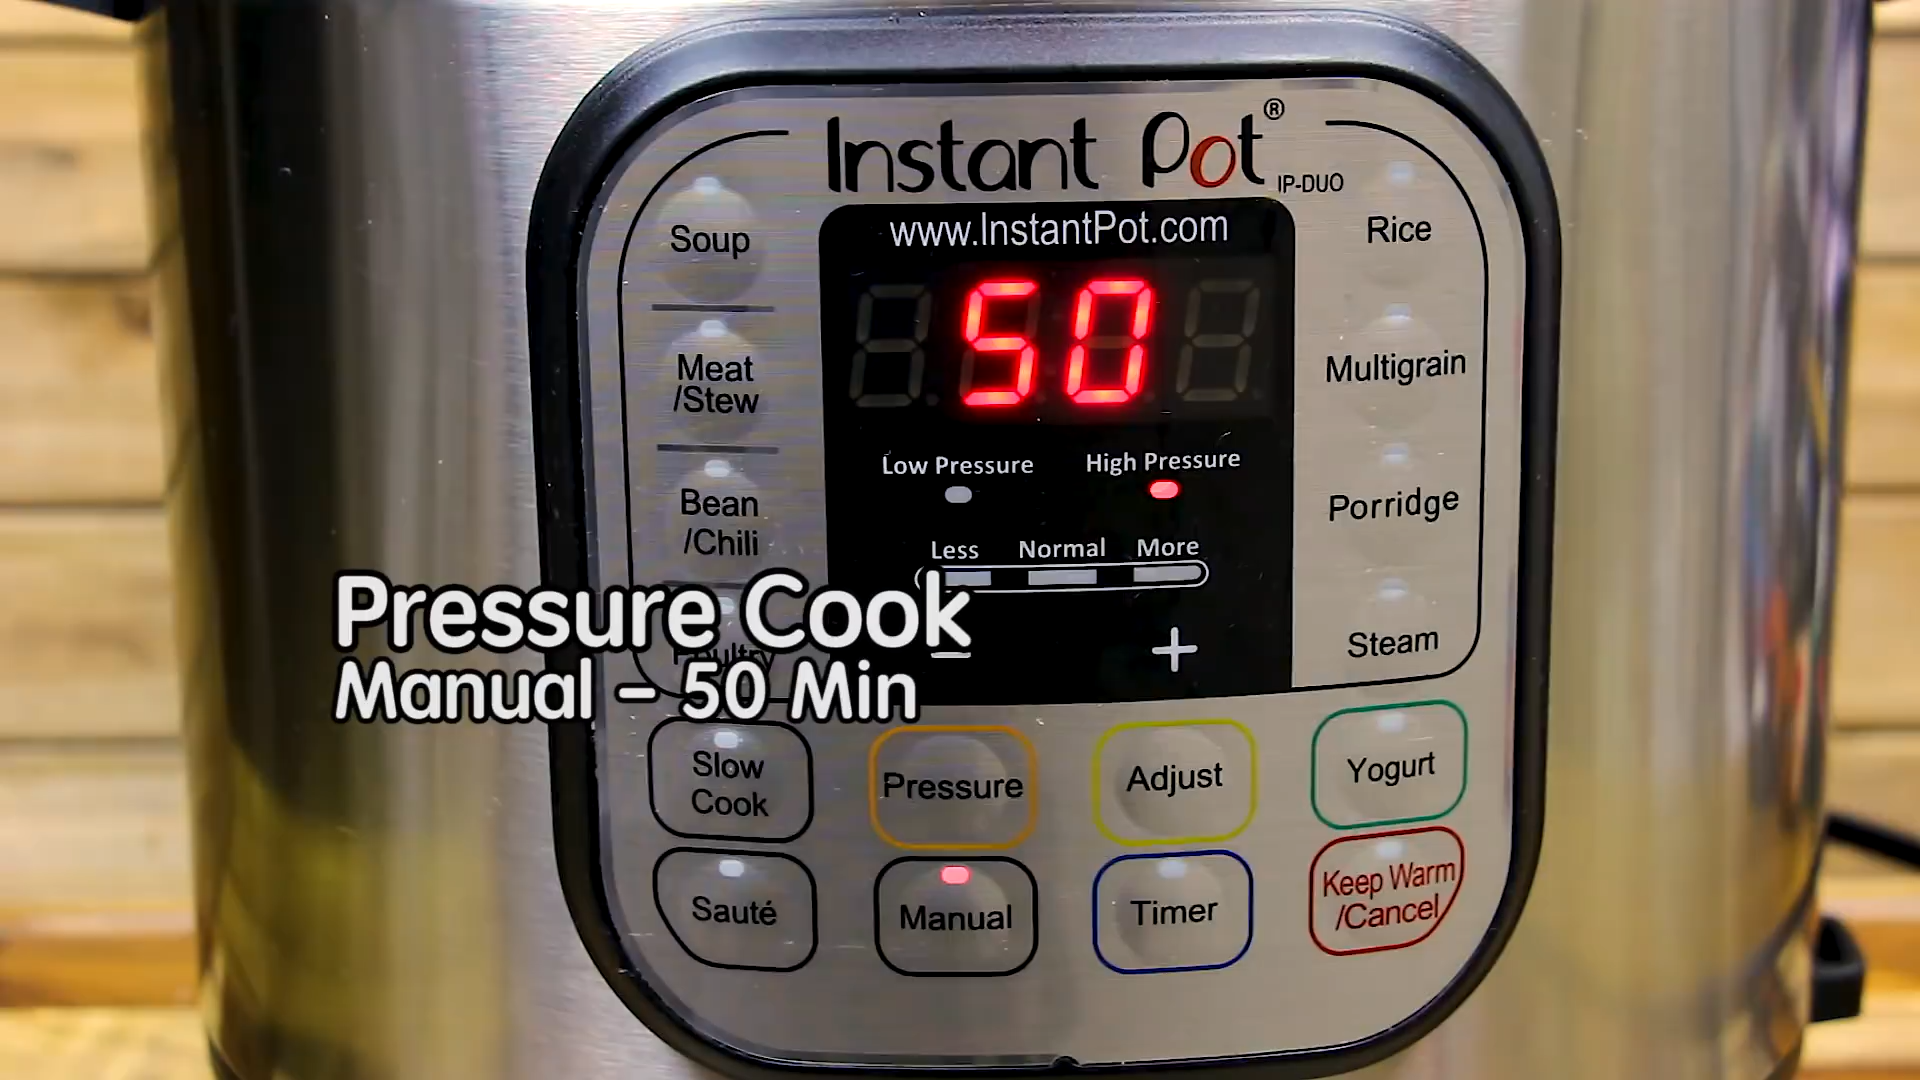 Instant Pot®
IP-DUO
www.InstantPot.com
50
Soup
Rice
Meat
/Stew
Multigrain
Low Pressure
High Pressure
Bean
/Chili
Porridge
Less
Normal
More
Pressure Cook
Manual – 50 Min
Poultry
–
+
Steam
Slow
Cook
Pressure
Adjust
Yogurt
Sauté
Manual
Timer
Keep Warm
/Cancel